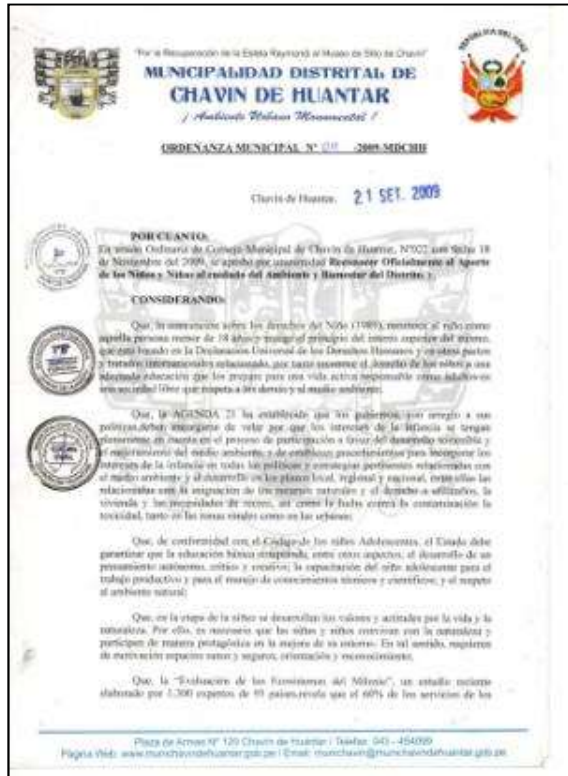 "Por la Recuperación de la Estela Raymondi al Museo de Sitio de Chavín"
MUNICIPALIDAD DISTRITAL DE
CHAVIN DE HUANTAR
¡ Ambiente Urbano Monumental !
REPUBLICA DEL PERU
ORDENANZA MUNICIPAL Nº -2009-MDCHH
Chavín de Huantar, 21 SET. 2009
POR CUANTO:
En sesión Ordinaria de Consejo Municipal de Chavín de Huantar, Nº022 con fecha 18
de Noviembre del 2009, se aprobó por unanimidad Reconocer Oficialmente al Aporte
de los Niños y Niñas al cuidado del Ambiente y Bienestar del Distrito, y.
CONSIDERANDO:
Que, la convención sobre los derechos del Niño (1989), reconoce al niño como
aquella persona menor de 18 años y recoge el principio del interés superior del mismo,
que está basado en la Declaración Universal de los Derechos Humanos y en otros pactos
y tratados internacionales relacionado, por tanto reconoce el derecho de los niños a una
adecuada educación que los prepare para una vida activa responsable como adultos en
una sociedad libre que respeta a los demás y al medio ambiente;
Que, la AGENDA 21 ha establecido que los gobiernos, con arreglo a sus
políticas deben encargarse de velar por que los intereses de la infancia se tengan
plenamente en cuenta en el proceso de participación a favor del desarrollo sostenible y
el mejoramiento del medio ambiente, y de establecer procedimientos para incorporar los
intereses de la infancia en todas las políticas y estrategias pertinentes relacionadas con
el medio ambiente y el desarrollo en los planos local, regional y nacional, entre ellas las
relacionadas con la asignación de los recursos naturales y el derecho a utilizarlos, la
vivienda y las necesidades de recreo, así como la lucha contra la contaminación la
toxicidad, tanto en las zonas rurales como en las urbanas;
Que, de conformidad con el Código de los niños Adolescentes, el Estado debe
garantizar que la educación básica comprenda, entre otros aspectos, el desarrollo de un
pensamiento autónomo, crítico y creativo; la capacitación del niño adolescente para el
trabajo productivo y para el manejo de conocimientos técnicos y científicos; y el respeto
al ambiente natural;
Que, en la etapa de la niñez se desarrollan los valores y actitudes por la vida y la
naturaleza. Por ello, es necesario que las niñas y niños convivan con la naturaleza y
participen de manera protagónica en la mejora de su entorno. En tal sentido, requieren
de motivación espacios sanos y seguros, orientación y reconocimiento.
Que, la "Evaluación de los Ecosistemas del Milenio", un estudio reciente
elaborado por 1,300 expertos de 95 países, revela que el 60% de los servicios de los
Plaza de Armas Nº 120 Chavín de Huantar / Telefax: 043 - 454099
Página Web: www.munichavindehuantar.gob.pe / Email: munichavin@munichavindehuantar.gob.pe